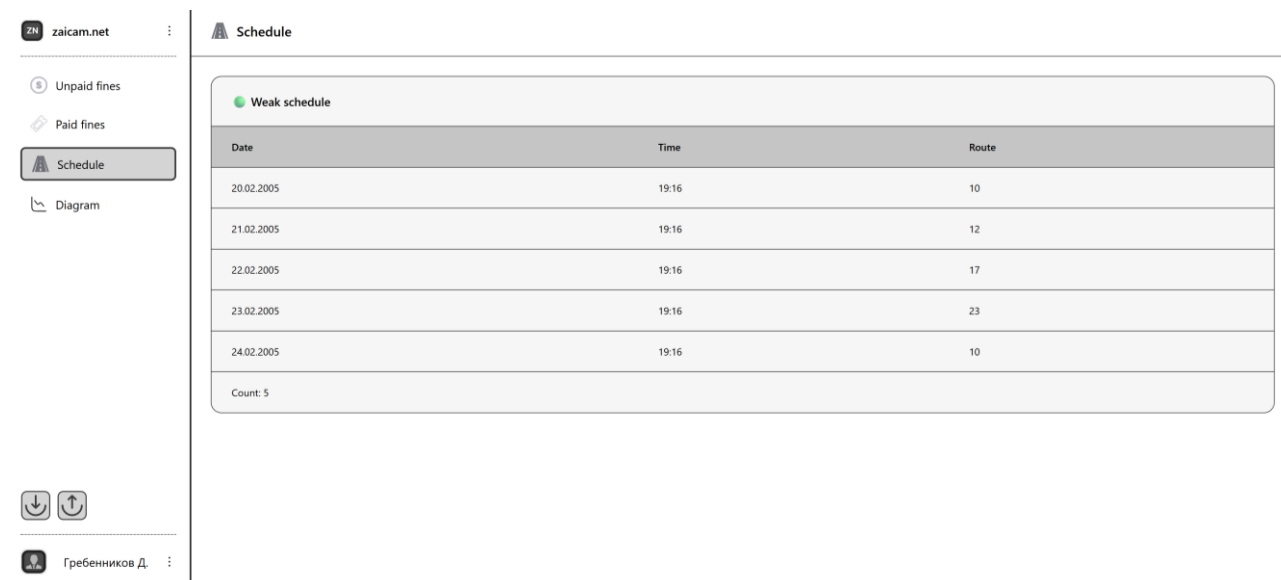 ZN zaicam.net
Unpaid fines
Paid fines
Schedule
Diagram
Гребенников Д.
Schedule
Weak schedule
Date Time Route
20.02.2005 19:16 10
21.02.2005 19:16 12
22.02.2005 19:16 17
23.02.2005 19:16 23
24.02.2005 19:16 10
Count: 5